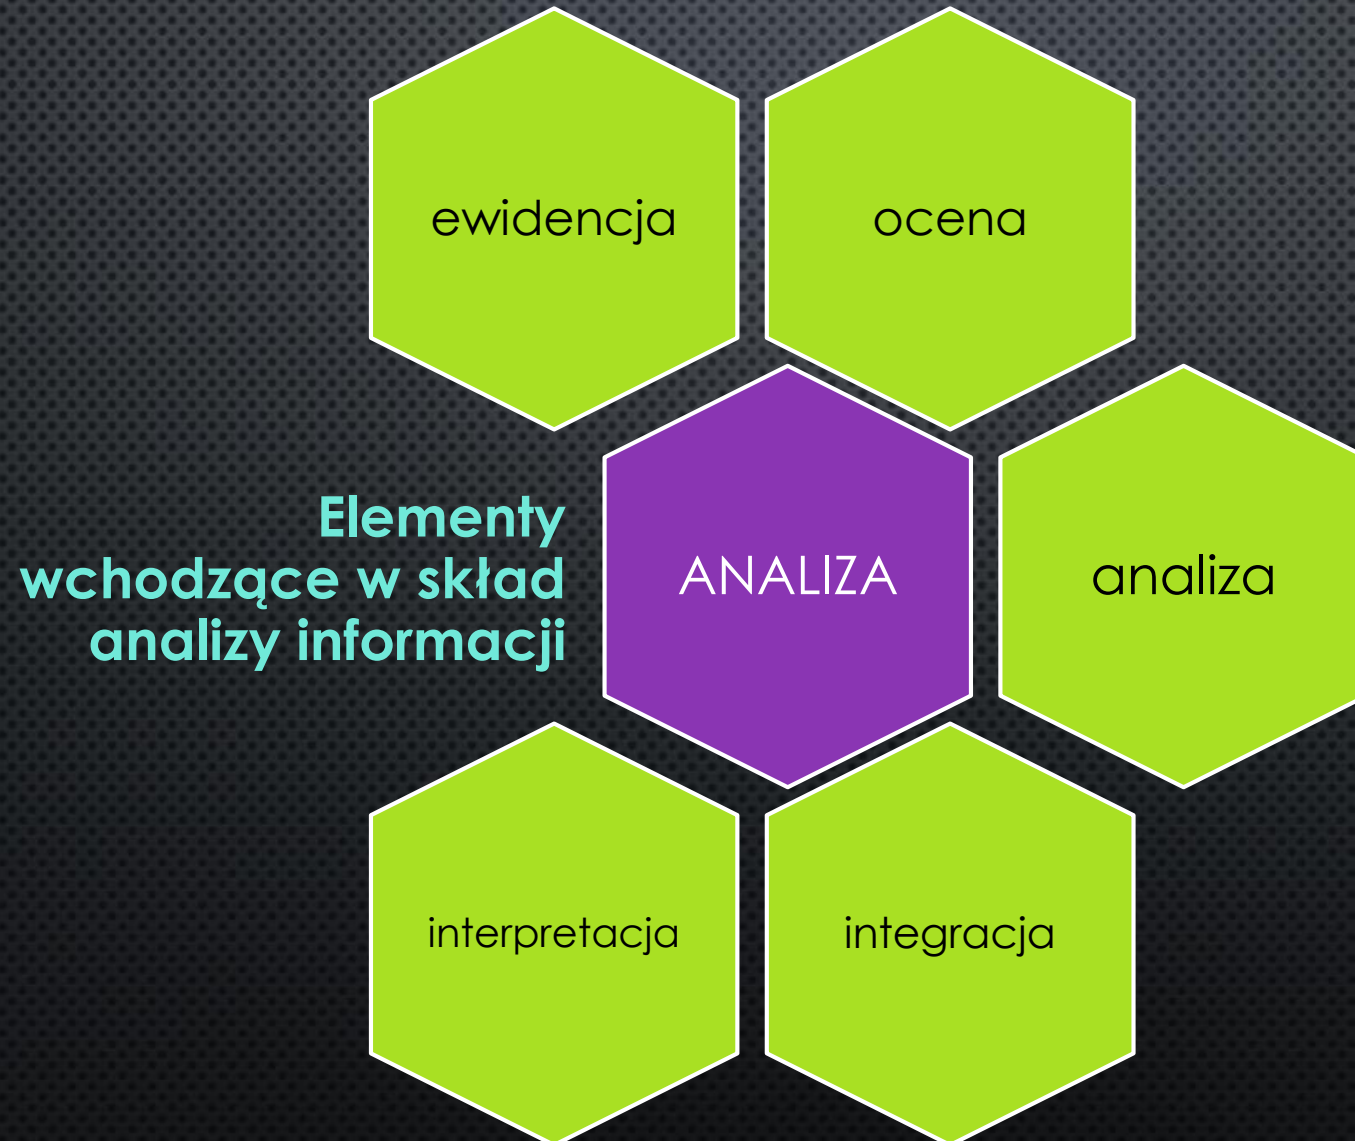 ewidencja
ocena
Elementy
wchodzące w skład
analizy informacji
ANALIZA
analiza
interpretacja
integracja